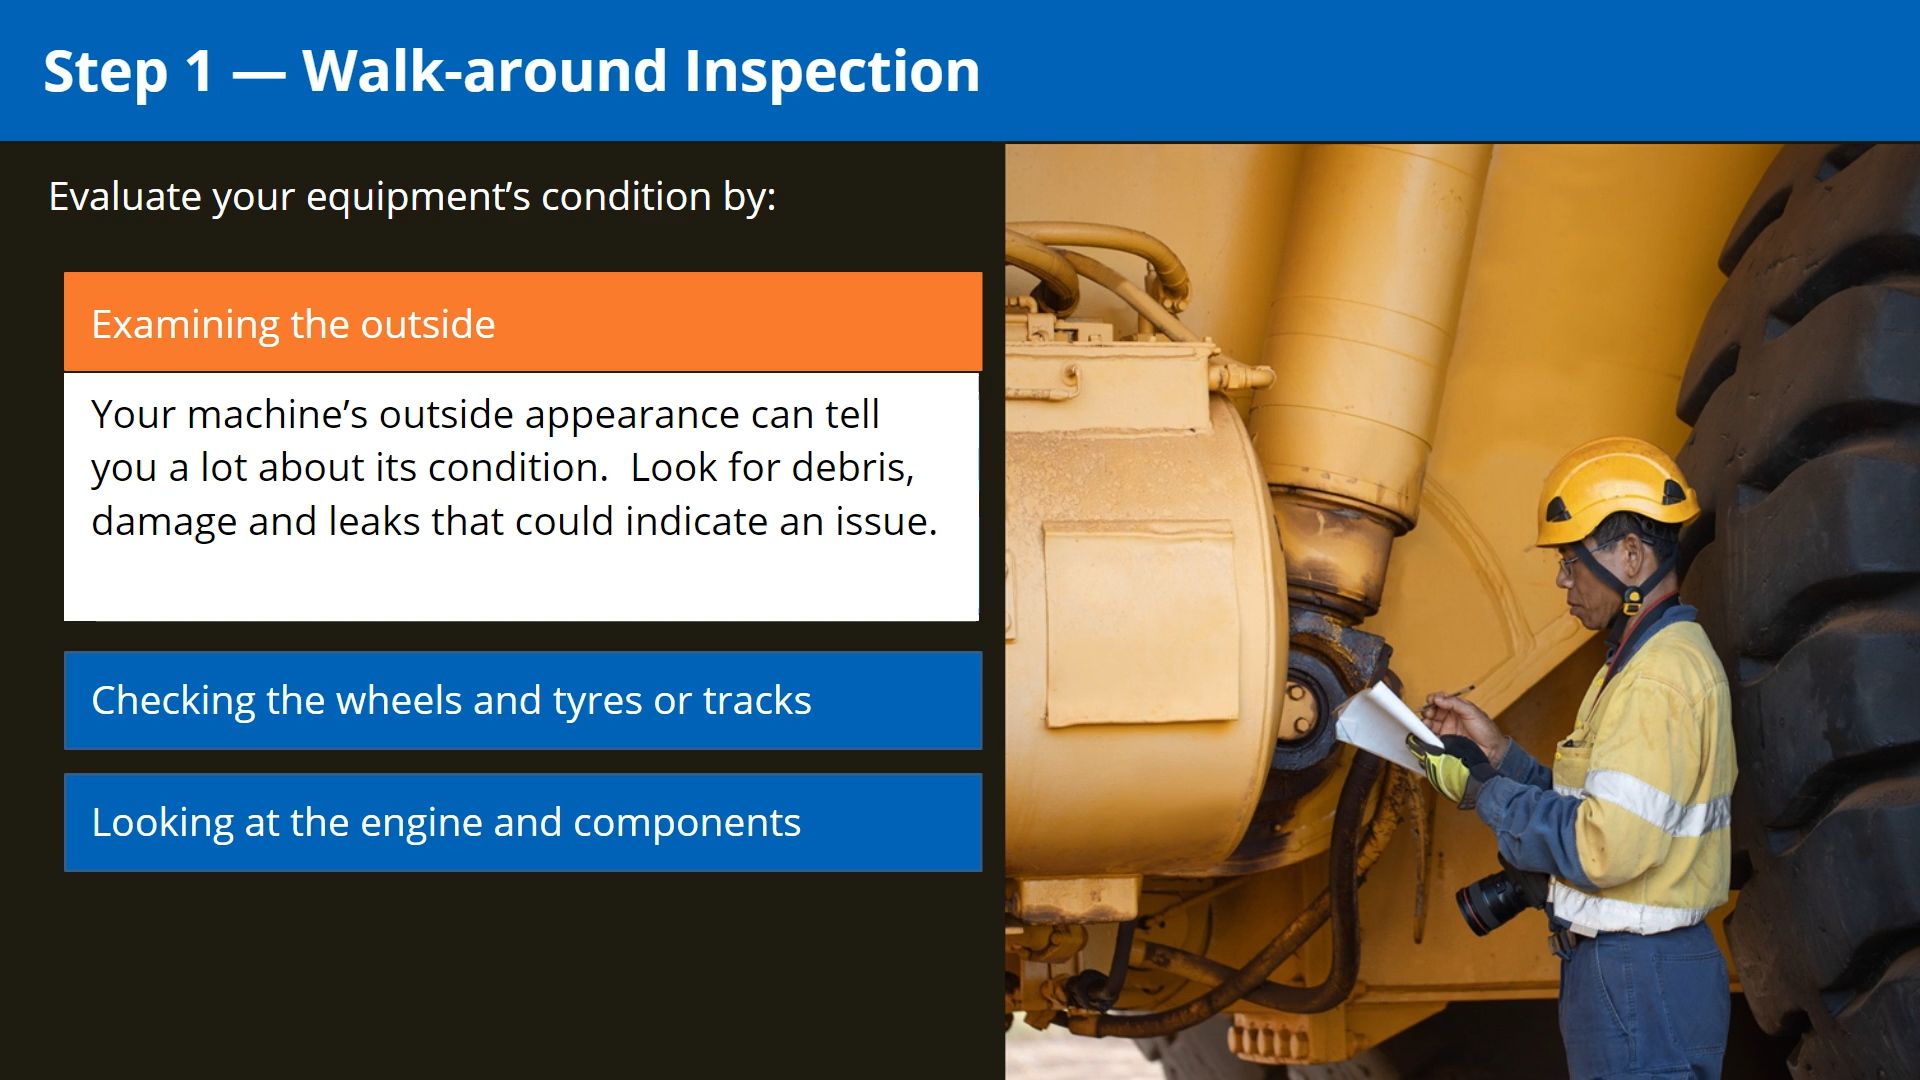 Step 1 — Walk-around Inspection
Evaluate your equipment’s condition by:
Examining the outside
Your machine’s outside appearance can tell
you a lot about its condition.  Look for debris,
damage and leaks that could indicate an issue.
Checking the wheels and tyres or tracks
Looking at the engine and components